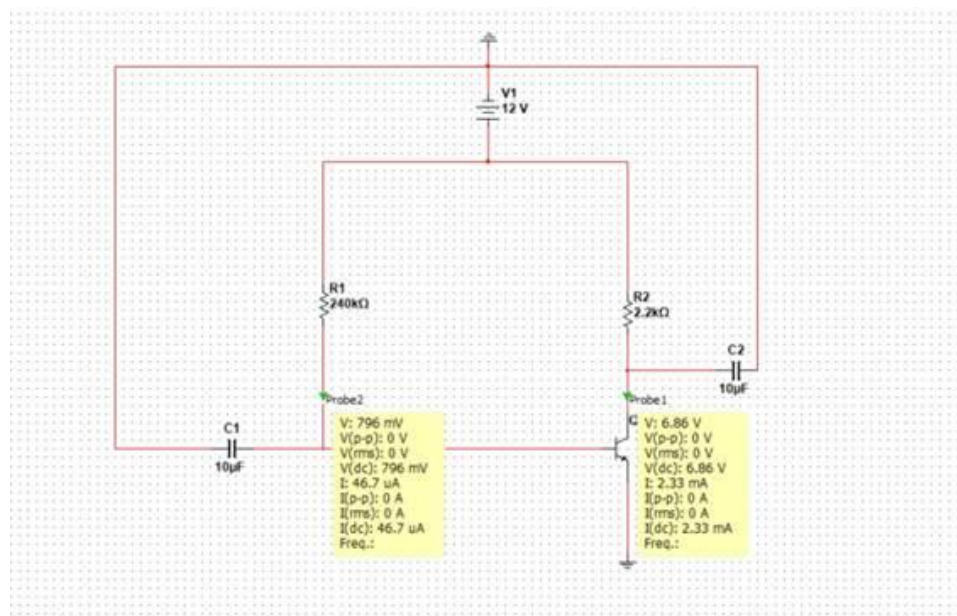 V1
12 V
R1
240kΩ
R2
2.2kΩ
C2
10µF
Probe2
Probe1
C1
10µF
V: 796 mV
V(p-p): 0 V
V(rms): 0 V
V(dc): 796 mV
I: 46.7 uA
I(p-p): 0 A
I(rms): 0 A
I(dc): 46.7 uA
Freq.:
V: 6.86 V
V(p-p): 0 V
V(rms): 0 V
V(dc): 6.86 V
I: 2.33 mA
I(p-p): 0 A
I(rms): 0 A
I(dc): 2.33 mA
Freq.: